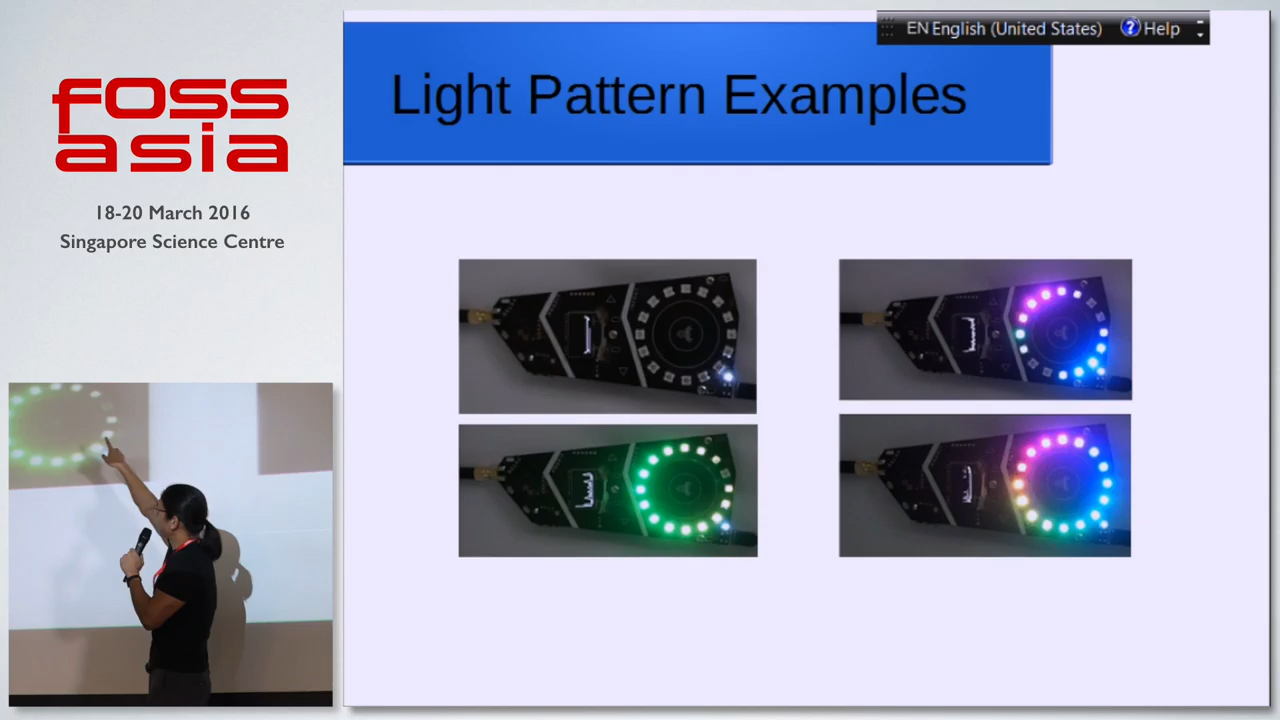 foss
asia
18-20 March 2016
Singapore Science Centre
EN English (United States)
Help
Light Pattern Examples